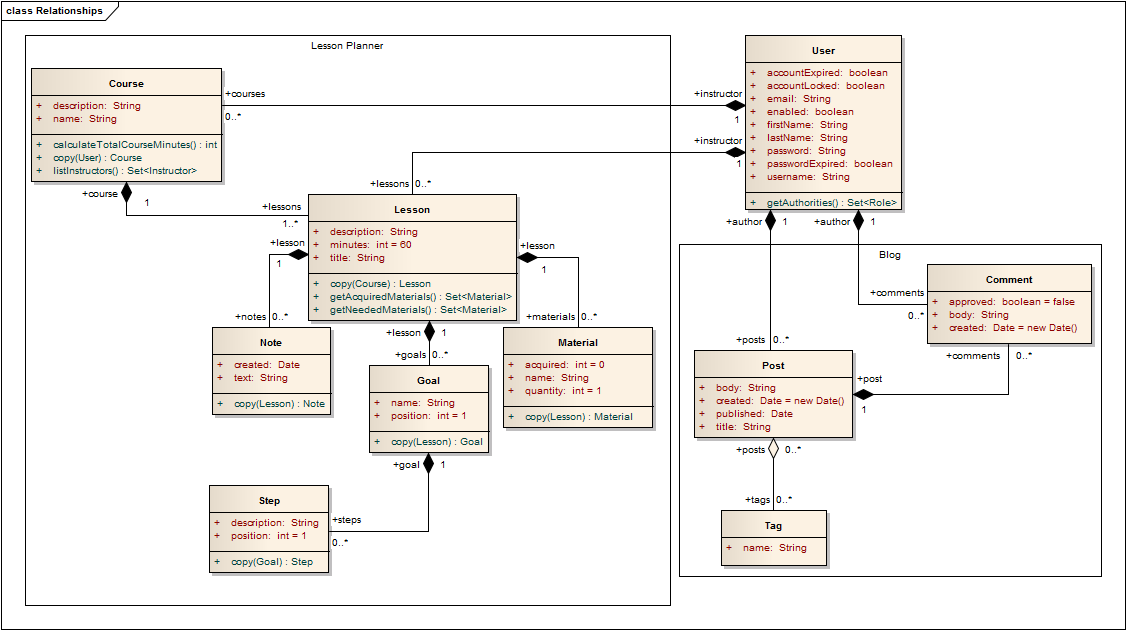 class Relationships
Lesson Planner
Course
+ description: String
+ name: String
+ calculateTotalCourseMinutes() : int
+ copy(User) : Course
+ listInstructors() : Set<Instructor>
+courses
0..*
+instructor
1
+instructor
1
User
+ accountExpired: boolean
+ accountLocked: boolean
+ email: String
+ enabled: boolean
+ firstName: String
+ lastName: String
+ password: String
+ passwordExpired: boolean
+ username: String
+ getAuthorities() : Set<Role>
+course
1
+lessons
1..*
+lessons 0..*
Lesson
+ description: String
+ minutes: int = 60
+ title: String
+ copy(Course) : Lesson
+ getAcquiredMaterials() : Set<Material>
+ getNeededMaterials() : Set<Material>
+lesson
1
+lesson
1
+notes 0..*
+lesson 1
+goals 0..*
+materials 0..*
Note
+ created: Date
+ text: String
+ copy(Lesson) : Note
Goal
+ name: String
+ position: int = 1
+ copy(Lesson) : Goal
Material
+ acquired: int = 0
+ name: String
+ quantity: int = 1
+ copy(Lesson) : Material
+goal 1
Step
+ description: String
+ position: int = 1
+ copy(Goal) : Step
+steps
0..*
+author 1
+author 1
Blog
+comments
0..*
Comment
+ approved: boolean = false
+ body: String
+ created: Date = new Date()
+comments 0..*
+posts 0..*
Post
+ body: String
+ created: Date = new Date()
+ published: Date
+ title: String
+post
1
+posts 0..*
+tags 0..*
Tag
+ name: String